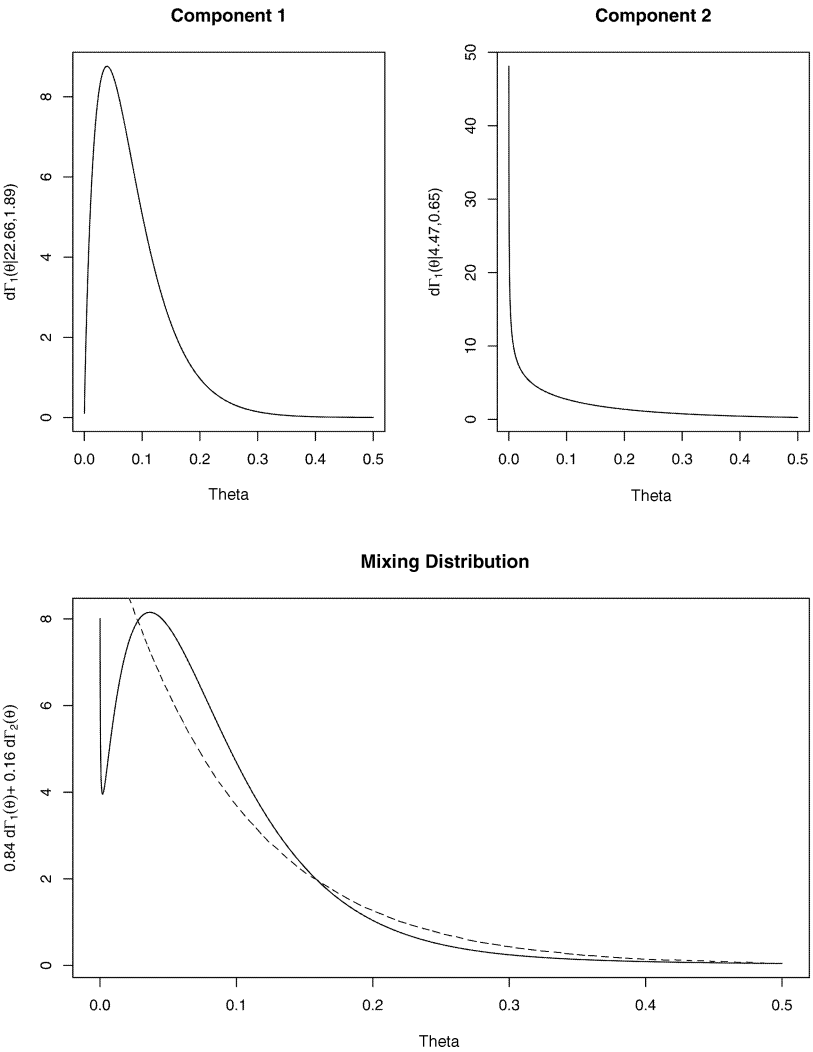 Component 1
Component 2
dΓ₁(θ|22.66,1.89)
8
6
4
2
0
0.0 0.1 0.2 0.3 0.4 0.5
Theta
dΓ₁(θ|4.47,0.65)
50
40
30
20
10
0
0.0 0.1 0.2 0.3 0.4 0.5
Theta
Mixing Distribution
0.84 dΓ₁(θ)+ 0.16 dΓ₂(θ)
8
6
4
2
0
0.0 0.1 0.2 0.3 0.4 0.5
Theta